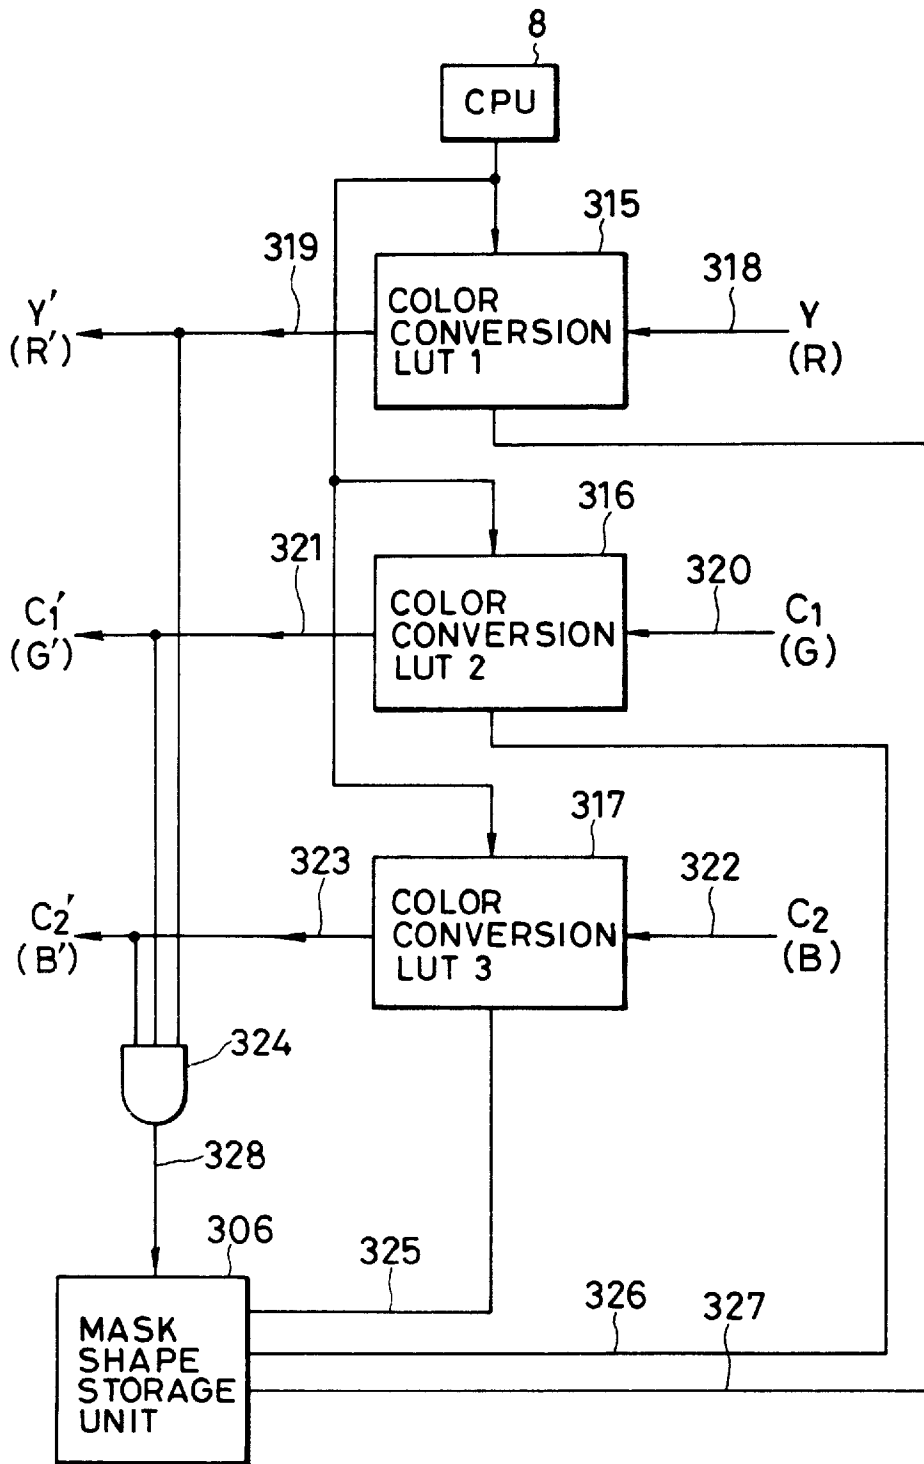 8
CPU
315
319
318
Y′
(R′)
COLOR
CONVERSION
LUT 1
Y
(R)
316
321
320
C₁′
(G′)
COLOR
CONVERSION
LUT 2
C₁
(G)
317
323
322
C₂′
(B′)
COLOR
CONVERSION
LUT 3
C₂
(B)
324
328
306
325
326
327
MASK
SHAPE
STORAGE
UNIT